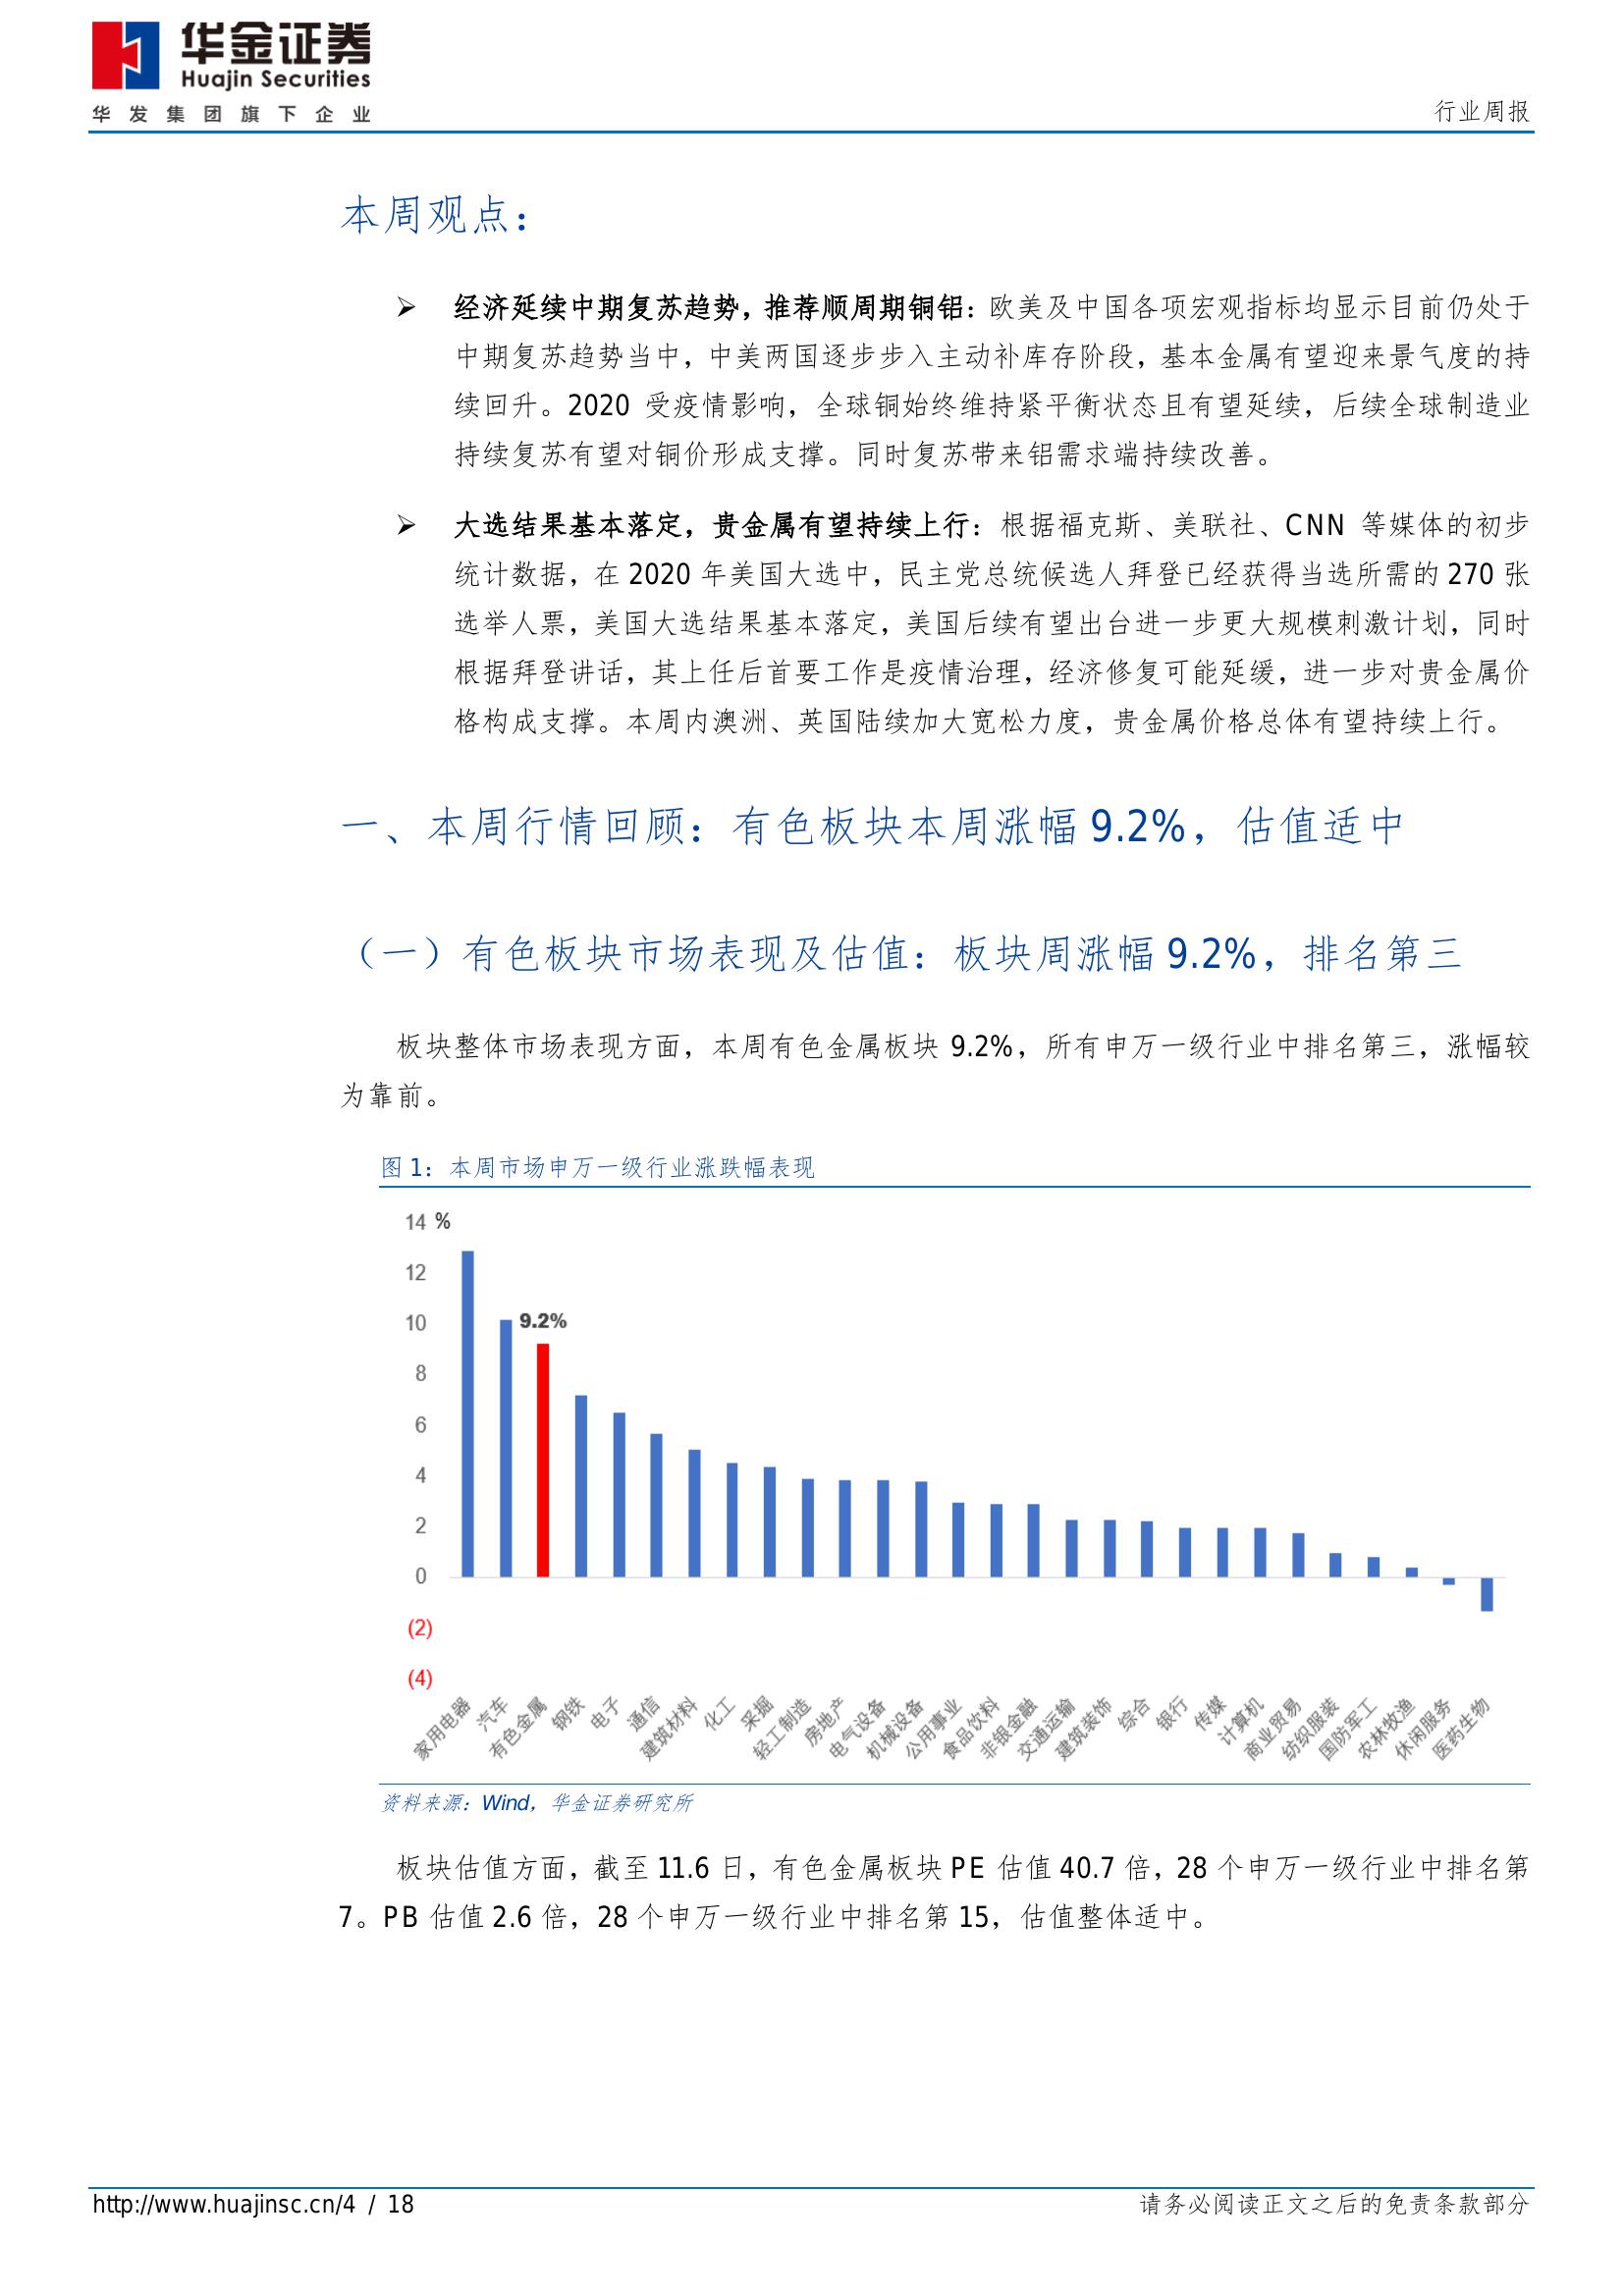 华金证券
Huajin Securities
华发集团旗下企业
行业周报
本周观点：
➢ 经济延续中期复苏趋势，推荐顺周期铜铝：欧美及中国各项宏观指标均显示目前仍处于
中期复苏趋势当中，中美两国逐步步入主动补库存阶段，基本金属有望迎来景气度的持
续回升。2020 受疫情影响，全球铜始终维持紧平衡状态且有望延续，后续全球制造业
持续复苏有望对铜价形成支撑。同时复苏带来铝需求端持续改善。
➢ 大选结果基本落定，贵金属有望持续上行：根据福克斯、美联社、CNN 等媒体的初步
统计数据，在 2020 年美国大选中，民主党总统候选人拜登已经获得当选所需的 270 张
选举人票，美国大选结果基本落定，美国后续有望出台进一步更大规模刺激计划，同时
根据拜登讲话，其上任后首要工作是疫情治理，经济修复可能延缓，进一步对贵金属价
格构成支撑。本周内澳洲、英国陆续加大宽松力度，贵金属价格总体有望持续上行。
一、本周行情回顾：有色板块本周涨幅 9.2%，估值适中
（一）有色板块市场表现及估值：板块周涨幅 9.2%，排名第三
板块整体市场表现方面，本周有色金属板块 9.2%，所有申万一级行业中排名第三，涨幅较
为靠前。
图 1：本周市场申万一级行业涨跌幅表现
14 %
12
10
9.2%
8
6
4
2
0
(2)
(4)
家用电器
汽车
有色金属
钢铁
电子
通信
建筑材料
化工
采掘
轻工制造
房地产
电气设备
机械设备
公用事业
食品饮料
非银金融
交通运输
建筑装饰
综合
银行
传媒
计算机
商业贸易
纺织服装
国防军工
农林牧渔
休闲服务
医药生物
资料来源：Wind，华金证券研究所
板块估值方面，截至 11.6 日，有色金属板块 PE 估值 40.7 倍，28 个申万一级行业中排名第
7。PB 估值 2.6 倍，28 个申万一级行业中排名第 15，估值整体适中。
http://www.huajinsc.cn/4 / 18
请务必阅读正文之后的免责条款部分